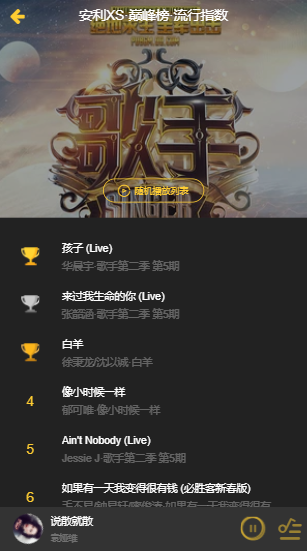 安利XS 巅峰榜·流行指数
歌手
随机播放列表
孩子 (Live)
华晨宇·歌手第二季 第5期
来过我生命的你 (Live)
张韶涵·歌手第二季 第5期
白羊
徐秉龙/沈以诚·白羊
4 像小时候一样
郁可唯·像小时候一样
5 Ain't Nobody (Live)
Jessie J·歌手第二季 第5期
6 如果有一天我变得很有钱 (必胜客新春版)
说散就散
袁娅维